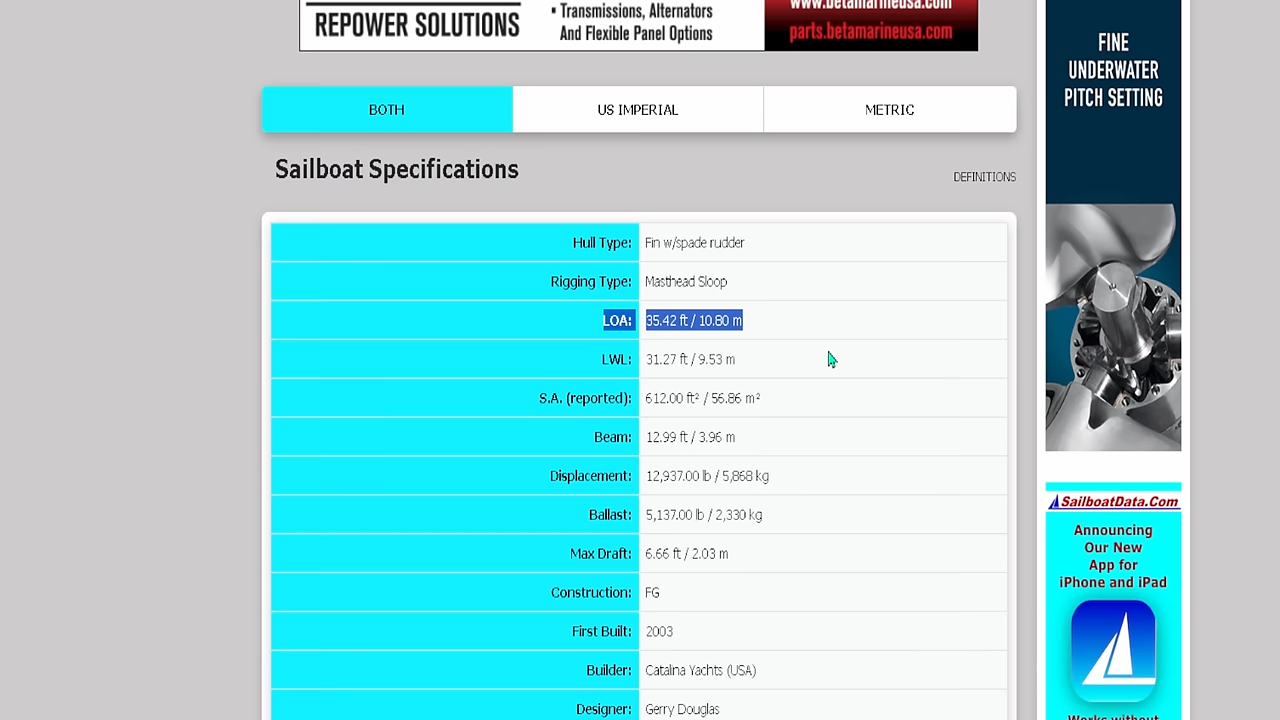 REPOWER SOLUTIONS
• Transmissions, Alternators
And Flexible Panel Options
www.betamarineusa.com
parts.betamarineusa.com
FINE
UNDERWATER
PITCH SETTING
BOTH
US IMPERIAL
METRIC
Sailboat Specifications
DEFINITIONS
Hull Type: Fin w/spade rudder
Rigging Type: Masthead Sloop
LOA: 35.42 ft / 10.80 m
LWL: 31.27 ft / 9.53 m
S.A. (reported): 612.00 ft² / 56.86 m²
Beam: 12.99 ft / 3.96 m
Displacement: 12,937.00 lb / 5,868 kg
Ballast: 5,137.00 lb / 2,330 kg
Max Draft: 6.66 ft / 2.03 m
Construction: FG
First Built: 2003
Builder: Catalina Yachts (USA)
Designer: Gerry Douglas
SailboatData.Com
Announcing
Our New
App for
iPhone and iPad
Works without